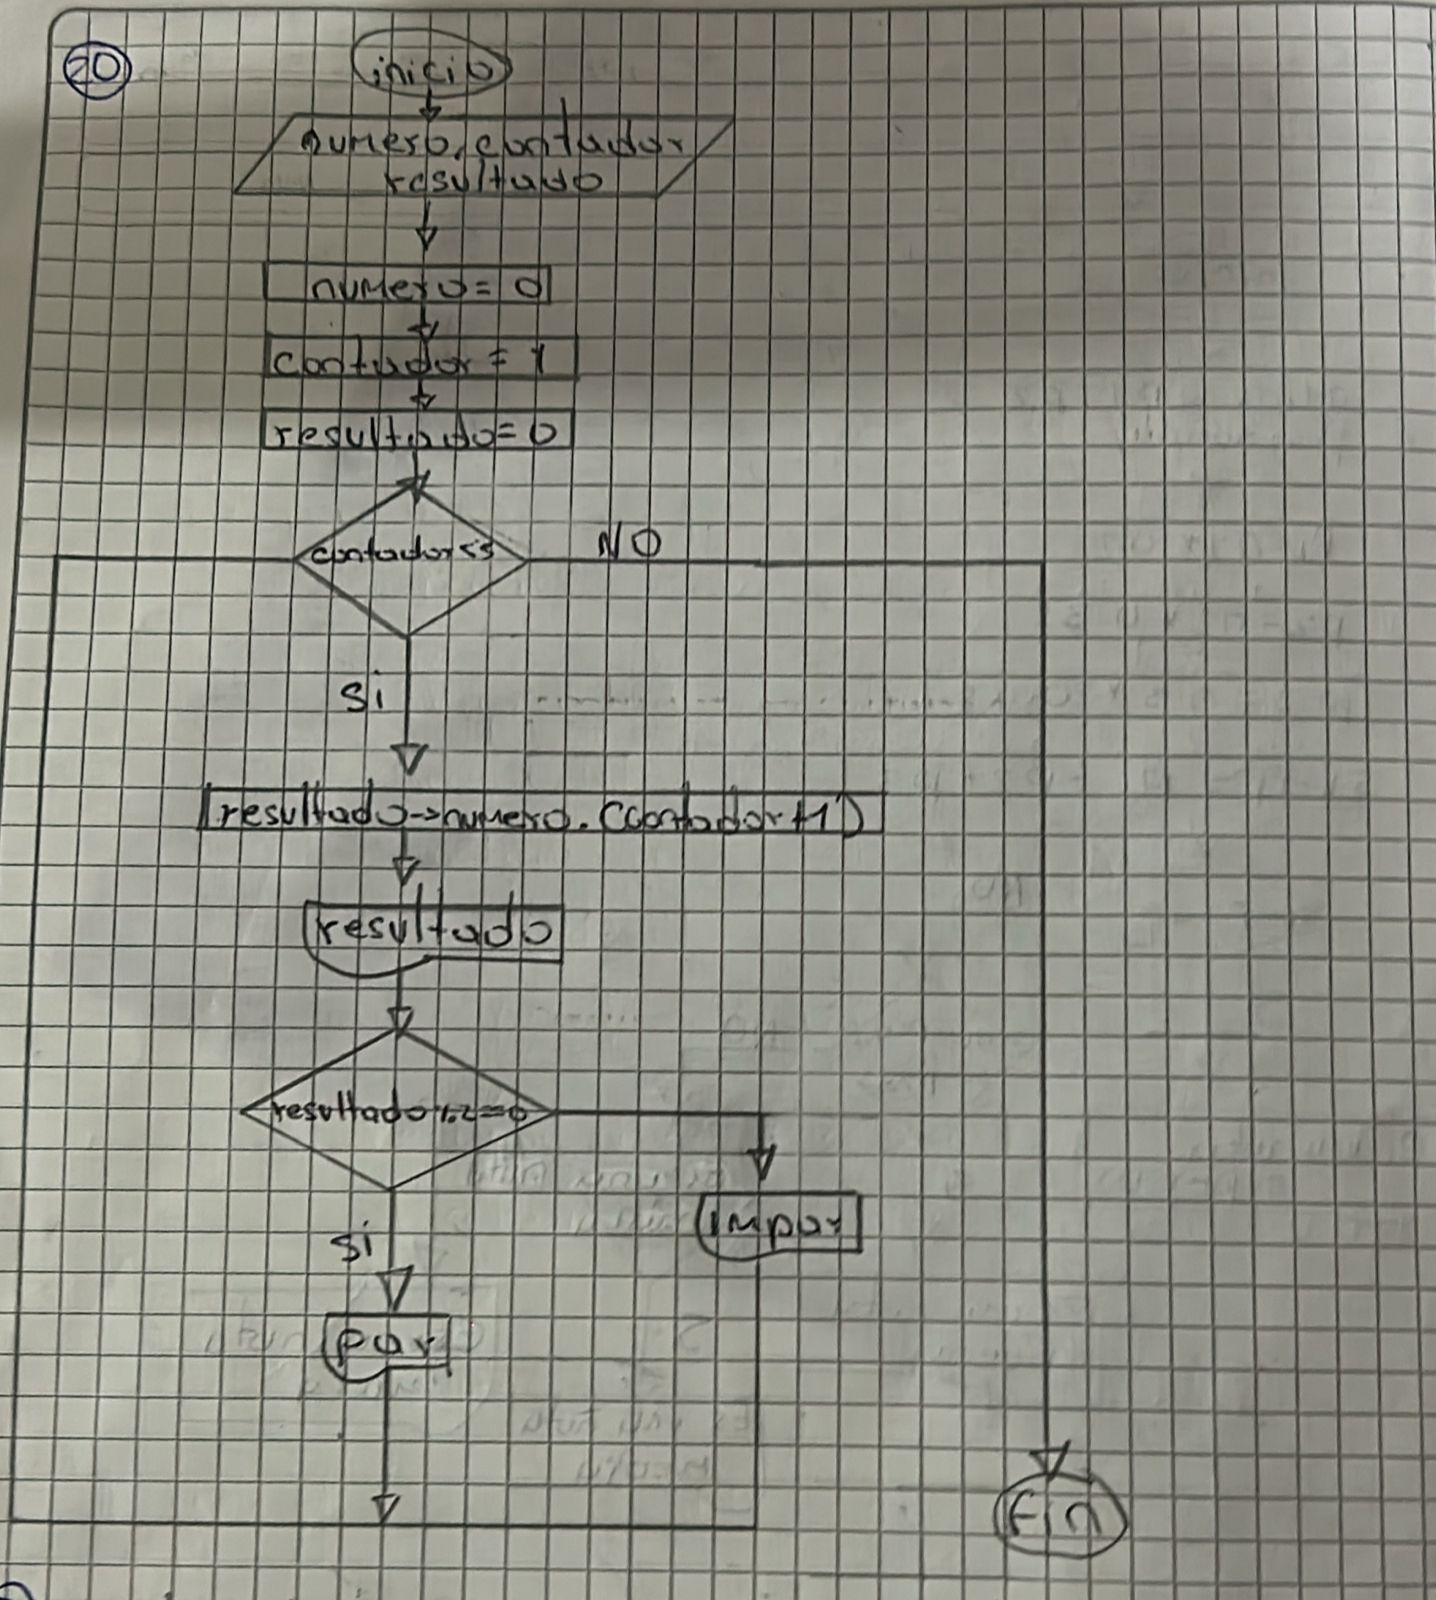 20
inicio
numero, contador
resultado
numero = 0
contador = 1
resultado = 0
contador<5
NO
Si
resultado->numero.(contador+1)
resultado
resultado%2==0
impar
Si
par
Fin